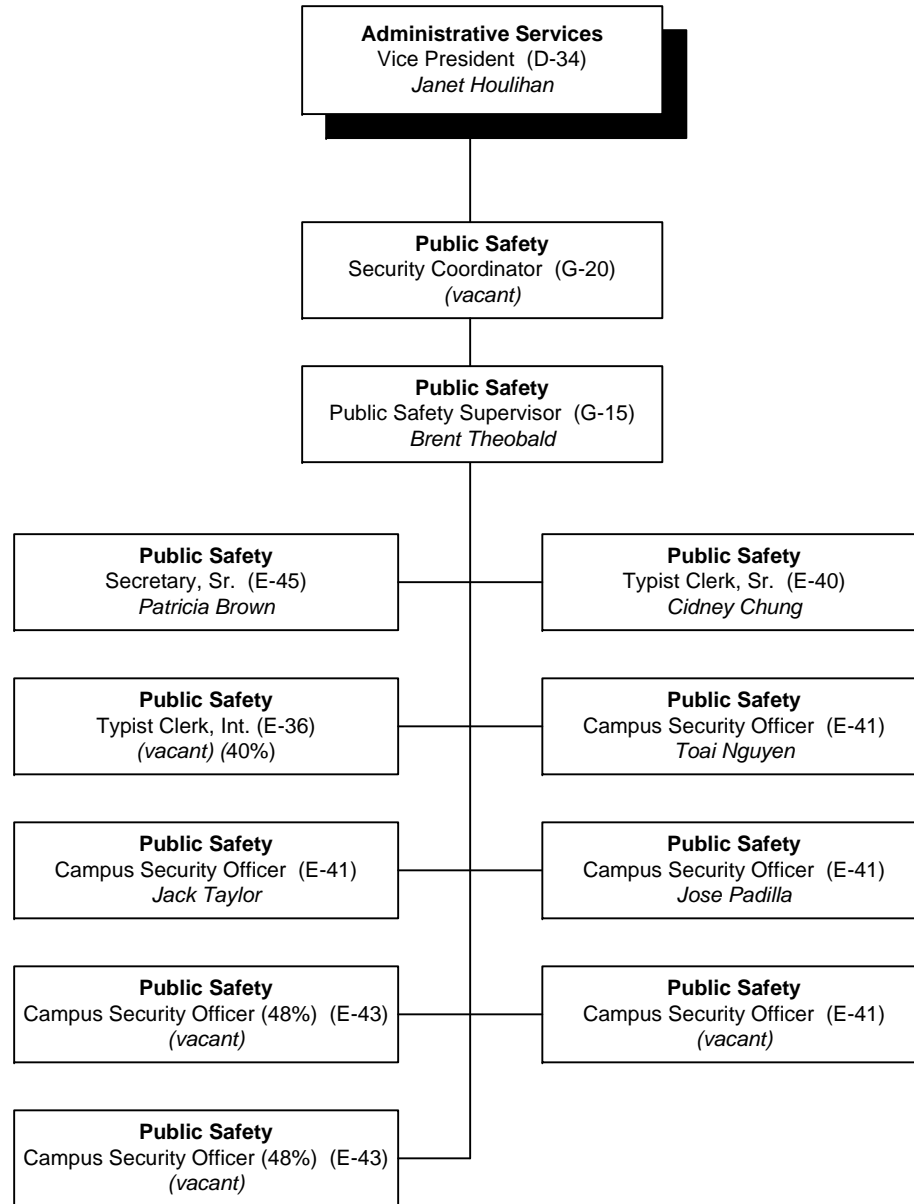 Administrative Services
Vice President (D-34)
Janet Houlihan
Public Safety
Security Coordinator (G-20)
(vacant)
Public Safety
Public Safety Supervisor (G-15)
Brent Theobald
Public Safety
Secretary, Sr. (E-45)
Patricia Brown
Public Safety
Typist Clerk, Sr. (E-40)
Cidney Chung
Public Safety
Typist Clerk, Int. (E-36)
(vacant) (40%)
Public Safety
Campus Security Officer (E-41)
Toai Nguyen
Public Safety
Campus Security Officer (E-41)
Jack Taylor
Public Safety
Campus Security Officer (E-41)
Jose Padilla
Public Safety
Campus Security Officer (48%) (E-43)
(vacant)
Public Safety
Campus Security Officer (E-41)
(vacant)
Public Safety
Campus Security Officer (48%) (E-43)
(vacant)